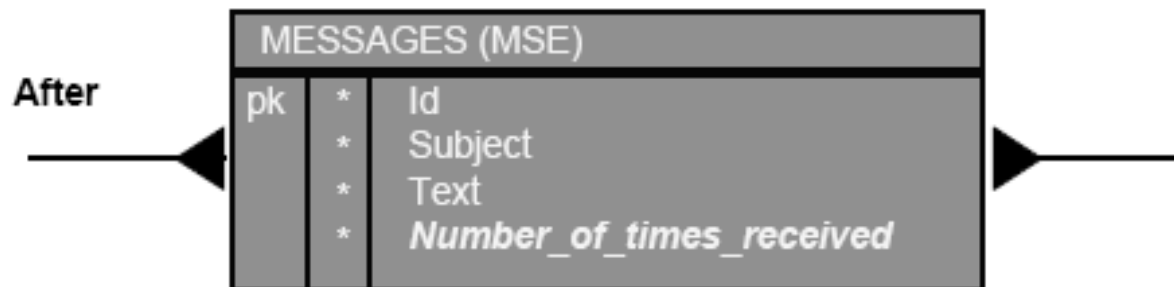 MESSAGES (MSE)
After
pk * Id
* Subject
* Text
* Number_of_times_received